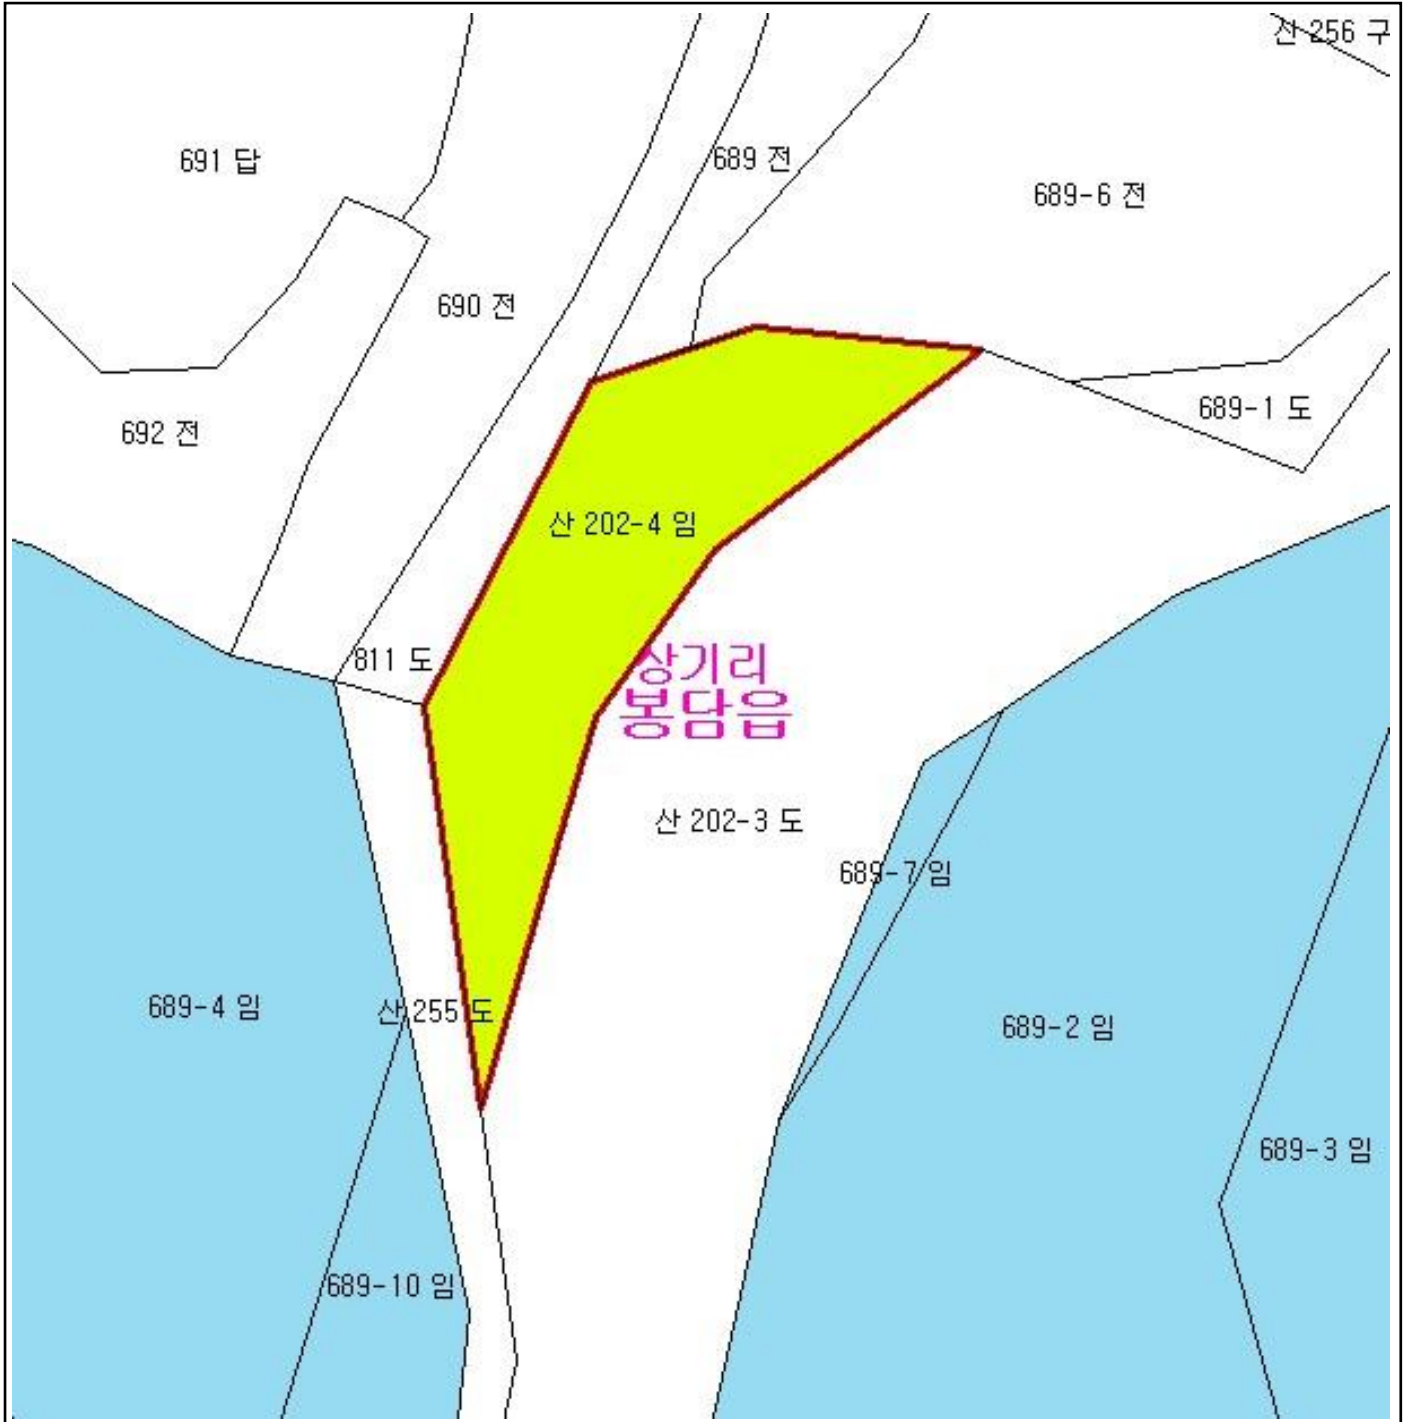 산 256 구
691 답
689 전
689-6 전
690 전
689-1 도
692 전
산 202-4 임
811 도
상기리
봉담읍
산 202-3 도
689-7 임
689-4 임
산 255 도
689-2 임
689-3 임
689-10 임